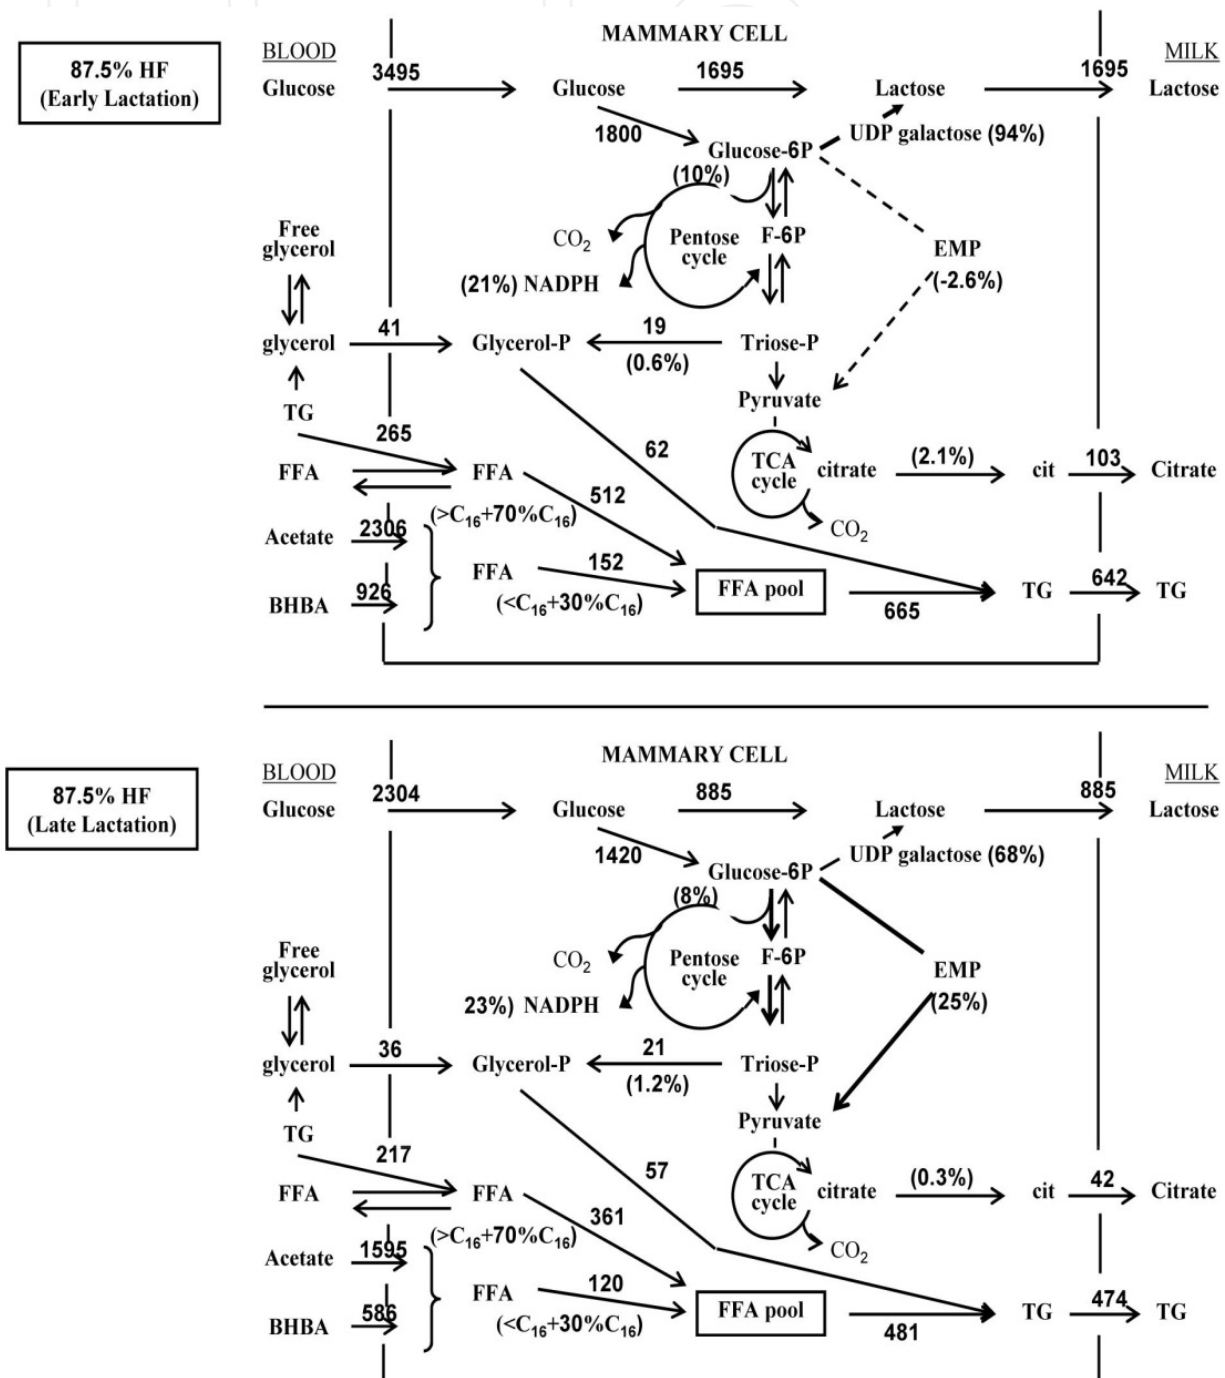 MAMMARY CELL
87.5% HF
(Early Lactation)
BLOOD
MILK
Glucose
3495
Glucose
1695
Lactose
1695
Lactose
1800
Glucose-6P
UDP galactose (94%)
(10%)
Free
glycerol
CO2
Pentose
cycle
F-6P
EMP
(-2.6%)
(21%) NADPH
glycerol
41
Glycerol-P
19
(0.6%)
Triose-P
TG
Pyruvate
265
62
FFA
FFA
TCA
cycle
citrate
(2.1%)
cit
103
Citrate
(>C16+70%C16)
512
CO2
Acetate
2306
FFA
152
(<C16+30%C16)
FFA pool
665
TG
642
TG
BHBA
926
MAMMARY CELL
87.5% HF
(Late Lactation)
BLOOD
MILK
Glucose
2304
Glucose
885
Lactose
885
Lactose
1420
Glucose-6P
UDP galactose (68%)
(8%)
Free
glycerol
CO2
Pentose
cycle
F-6P
EMP
(25%)
23%) NADPH
glycerol
36
Glycerol-P
21
(1.2%)
Triose-P
TG
Pyruvate
217
57
FFA
FFA
TCA
cycle
citrate
(0.3%)
cit
42
Citrate
(>C16+70%C16)
361
CO2
Acetate
1595
FFA
120
(<C16+30%C16)
FFA pool
481
TG
474
TG
BHBA
586